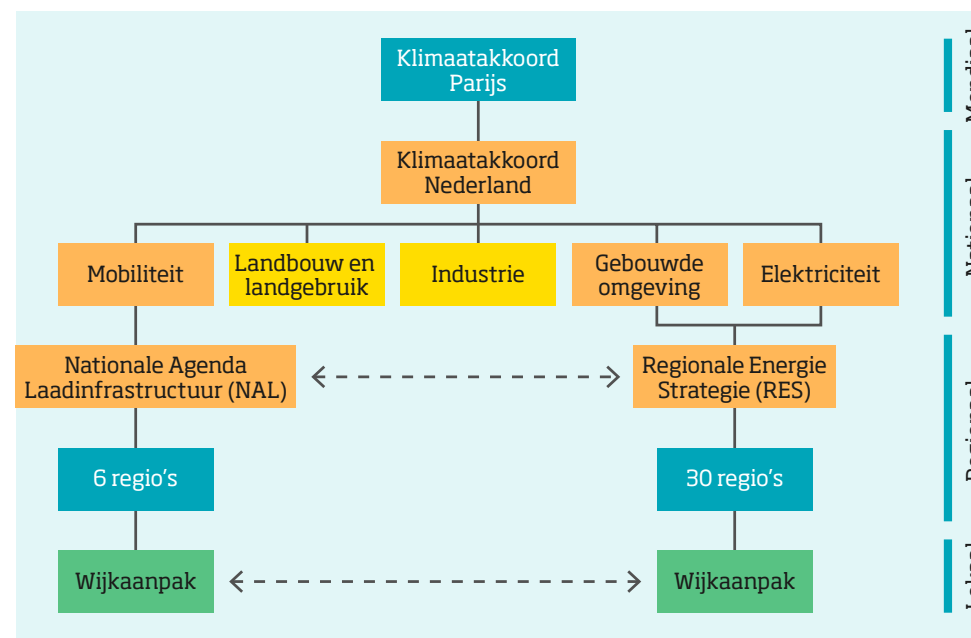 Klimaatakkoord
Parijs
Klimaatakkoord
Nederland
Mobiliteit
Landbouw en
landgebruik
Industrie
Gebouwde
omgeving
Elektriciteit
Nationale Agenda
Laadinfrastructuur (NAL)
Regionale Energie
Strategie (RES)
6 regio's
30 regio's
Wijkaanpak
Wijkaanpak